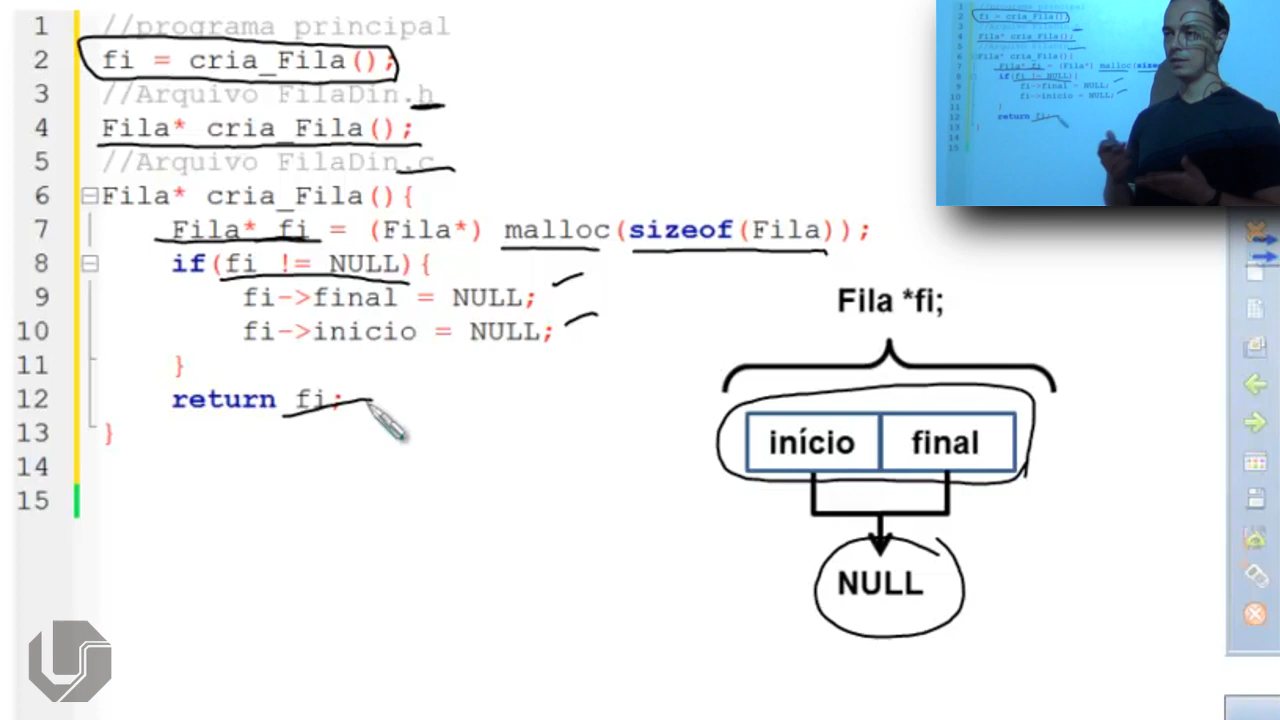 1 //programa principal
2 fi = cria_Fila();
3 //Arquivo FilaDin.h
4 Fila* cria_Fila();
5 //Arquivo FilaDin.c
6 Fila* cria_Fila(){
7 Fila* fi = (Fila*) malloc(sizeof(Fila));
8 if(fi != NULL){
9 fi->final = NULL;
10 fi->inicio = NULL;
11 }
12 return fi;
13 }
14
15
Fila *fi;
início final
NULL